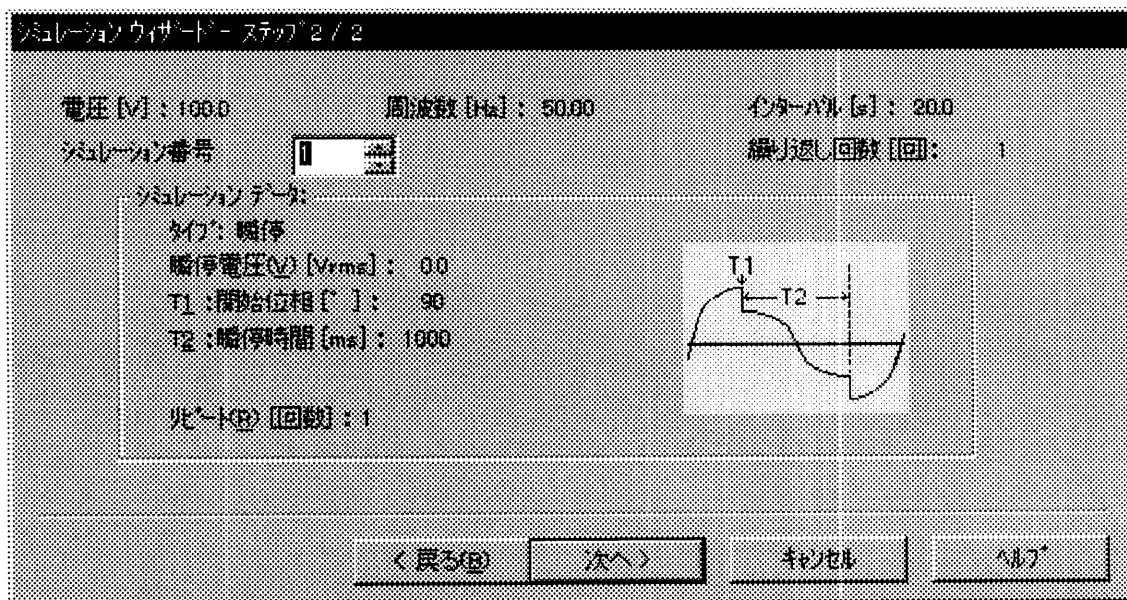 シミュレーション ウィザード - ステップ 2 / 2
電圧 [V] : 100.0 周波数 [Hz] : 50.00 インターバル [s] : 20.0
シミュレーション番号 1 繰り返し回数 [回] : 1
シミュレーション データ:
タイプ: 瞬停
瞬停電圧(V) [Vrms] : 0.0
T1 :開始位相 [ﾟ] : 90
T2 :瞬停時間 [ms] : 1000
T1
T2
リピート(R) [回数] : 1
< 戻る(B) 次へ > キャンセル ヘルプ